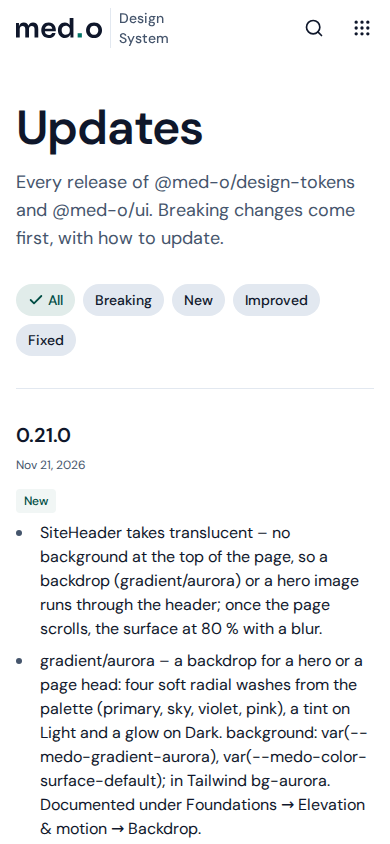 med.o
Design
System
Updates
Every release of @med-o/design-tokens
and @med-o/ui. Breaking changes come
first, with how to update.
All
Breaking
New
Improved
Fixed
0.21.0
Nov 21, 2026
New
SiteHeader takes translucent – no
background at the top of the page, so a
backdrop (gradient/aurora) or a hero image
runs through the header; once the page
scrolls, the surface at 80 % with a blur.
gradient/aurora – a backdrop for a hero or a
page head: four soft radial washes from the
palette (primary, sky, violet, pink), a tint on
Light and a glow on Dark. background: var(--
medo-gradient-aurora), var(--medo-color-
surface-default); in Tailwind bg-aurora.
Documented under Foundations → Elevation
& motion → Backdrop.